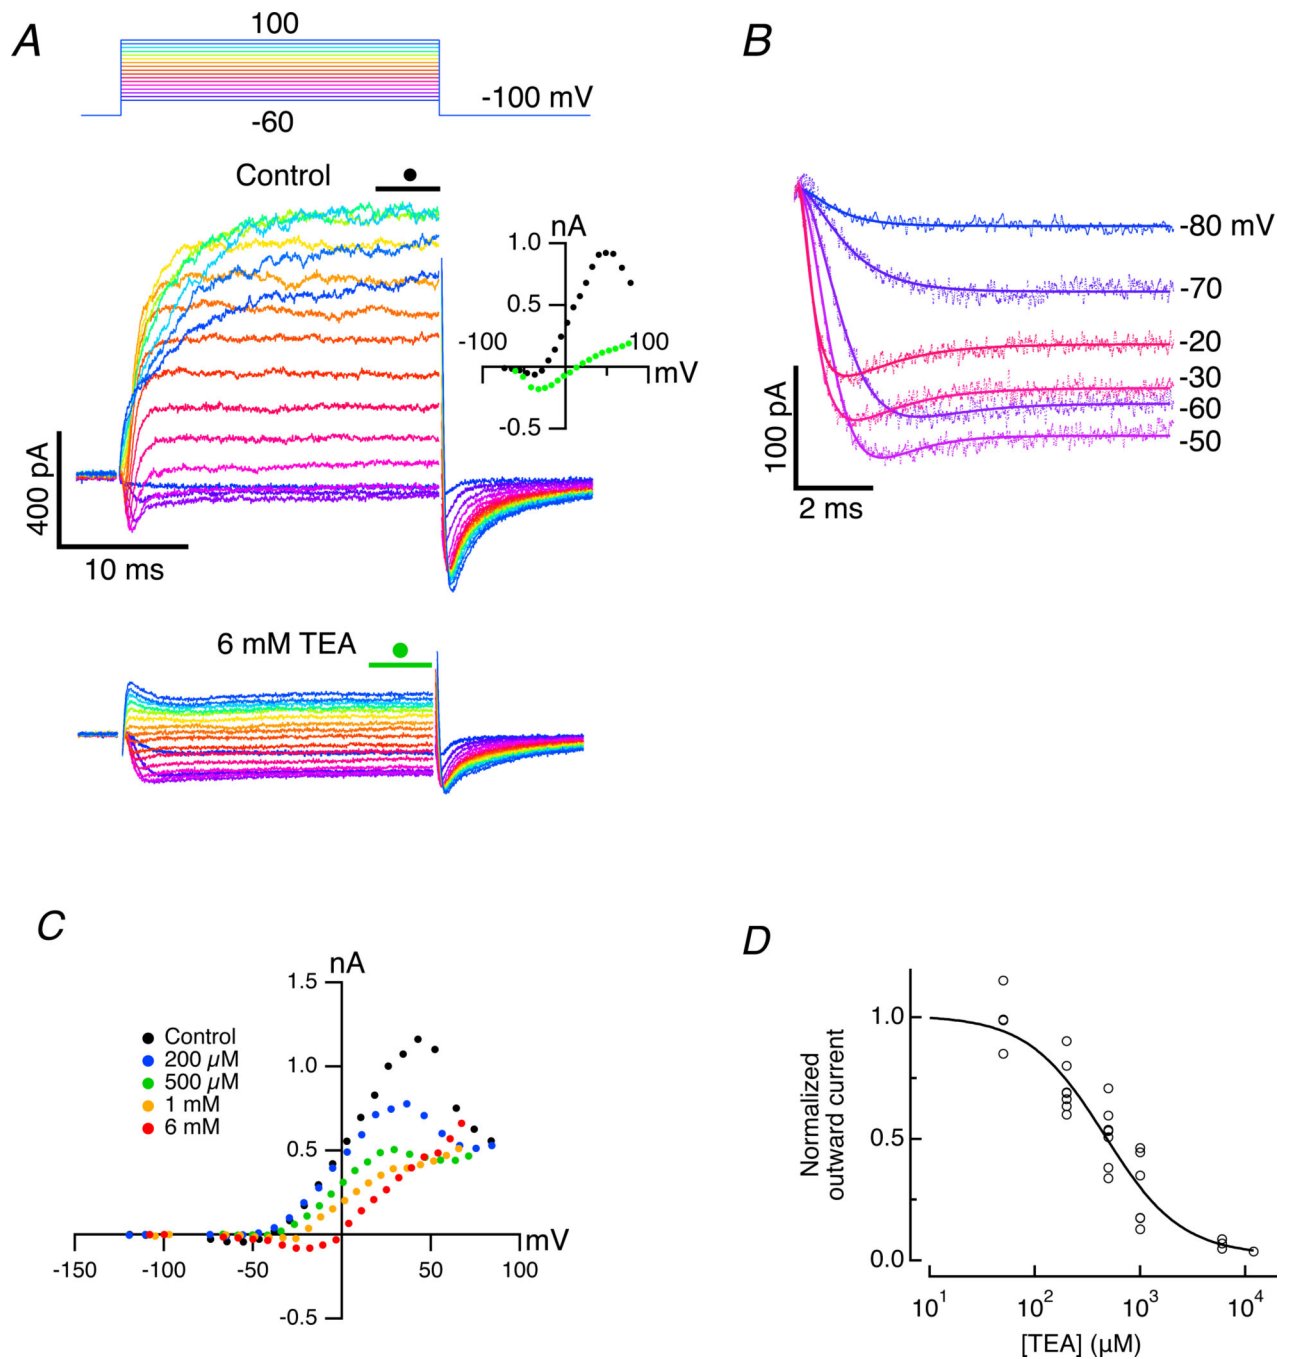 A
100
-60
-100 mV
Control
nA
1.0
0.5
-100
100
mV
-0.5
400 pA
10 ms
6 mM TEA
B
-80 mV
-70
-20
-30
-60
-50
100 pA
2 ms
C
nA
1.5
Control
200 µM
500 µM
1 mM
6 mM
1.0
0.5
mV
-150
-100
-50
50
100
-0.5
D
Normalized
outward current
1.0
0.5
0.0
10¹
10²
10³
10⁴
[TEA] (µM)